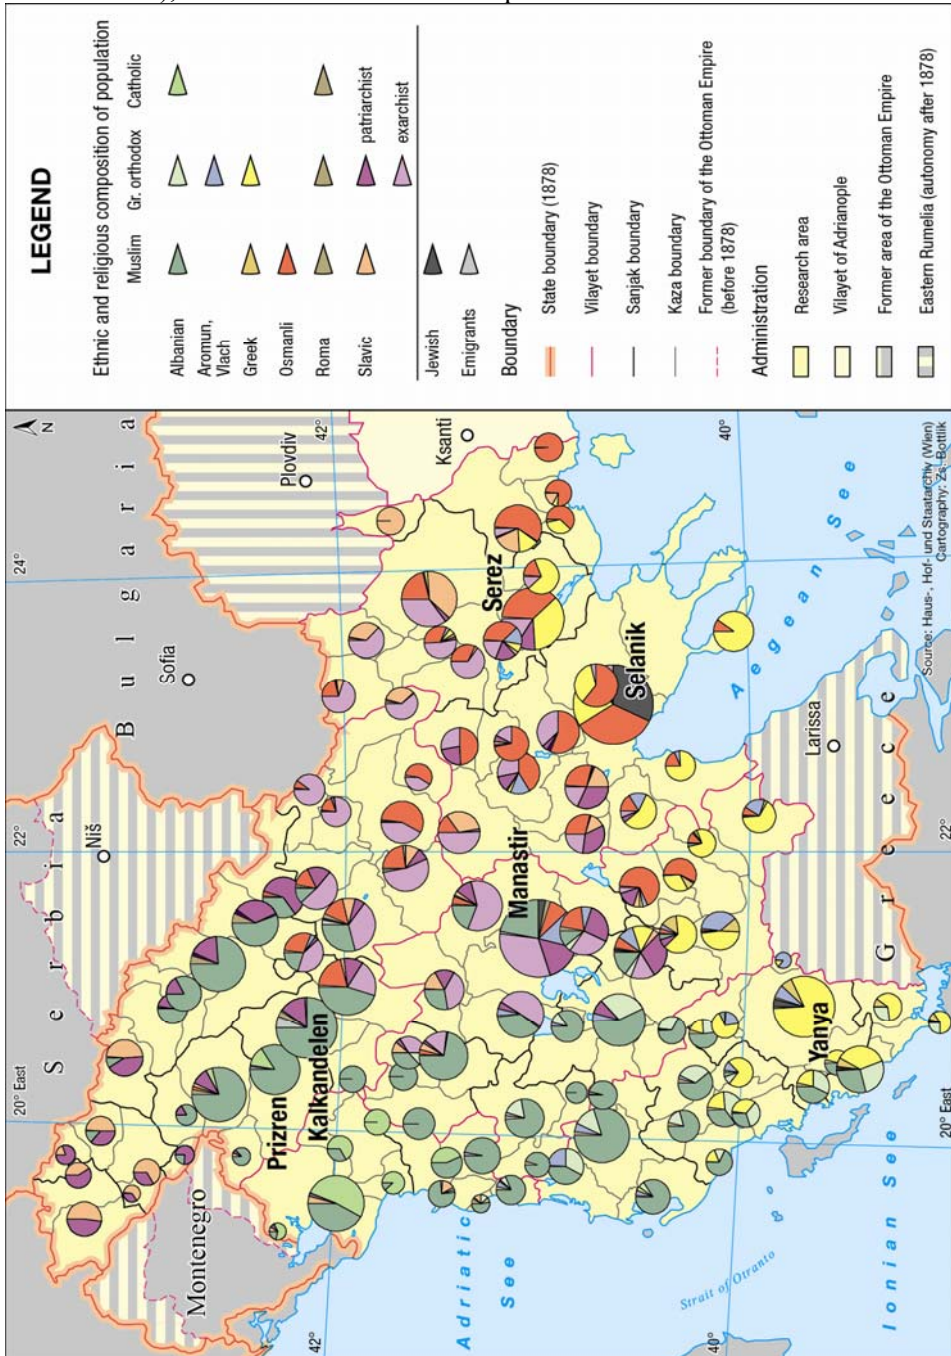 LEGEND
Ethnic and religious composition of population
Muslim Gr. orthodox Catholic
Albanian
Aromun,
Vlach
Greek
Osmanli
Roma
Slavic
patriarchist
exarchist
Jewish
Emigrants
Boundary
State boundary (1878)
Vilayet boundary
Sanjak boundary
Kaza boundary
Former boundary of the Ottoman Empire
(before 1878)
Administration
Research area
Vilayet of Adrianople
Former area of the Ottoman Empire
Eastern Rumelia (autonomy after 1878)
20° East
22°
24°
N
Serbia
Niš
Bulgaria
Sofia
Plovdiv
Montenegro
42°
42°
Prizren
Kalkandelen
Serez
Ksanti
Manastir
Selanik
Adriatic
See
Strait of Otranto
40°
40°
Yanya
Larissa
Aegean See
Ionian See
Greece
20° East
22°
Source: Haus-, Hof- und Staatarchiv (Wien)
Cartography: Zs. Bottlik